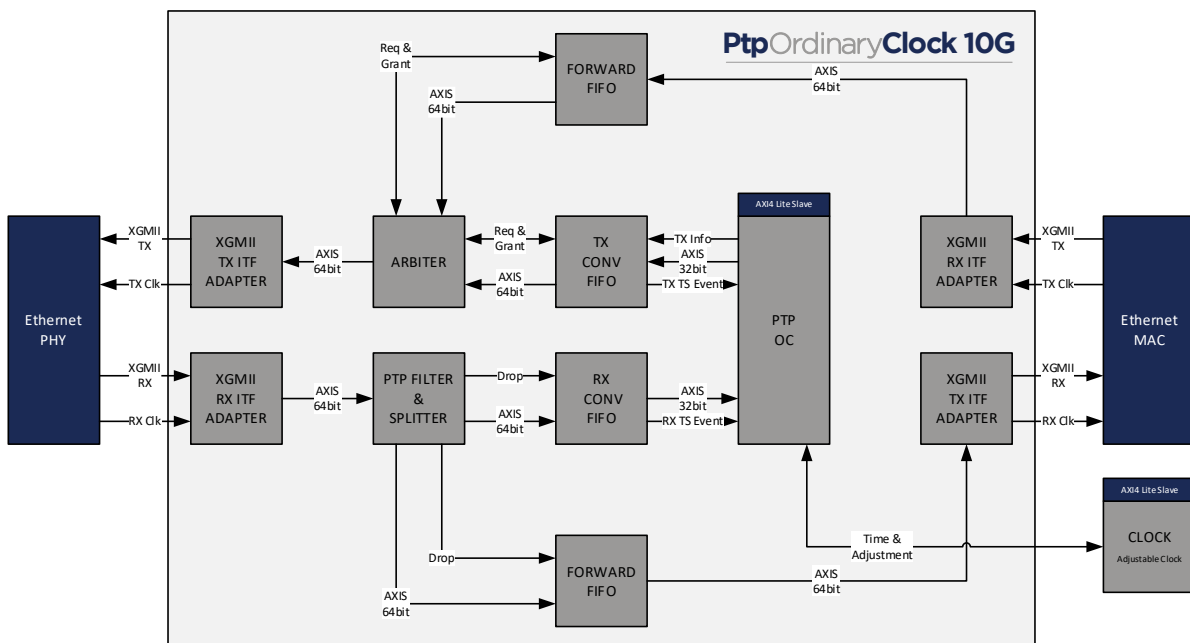 PtpOrdinaryClock 10G
Req &
Grant
FORWARD
FIFO
AXIS
64bit
AXIS
64bit
AXI4 Lite Slave
XGMII
TX
XGMII
TX ITF
ADAPTER
AXIS
64bit
ARBITER
Req &
Grant
AXIS
64bit
TX
CONV
FIFO
TX Info
AXIS
32bit
TX TS Event
XGMII
RX ITF
ADAPTER
XGMII
TX
TX Clk
TX Clk
Ethernet
PHY
PTP
OC
Ethernet
MAC
XGMII
RX
RX Clk
XGMII
RX ITF
ADAPTER
AXIS
64bit
PTP FILTER
&
SPLITTER
Drop
AXIS
64bit
RX
CONV
FIFO
AXIS
32bit
RX TS Event
XGMII
TX ITF
ADAPTER
XGMII
RX
RX Clk
AXI4 Lite Slave
CLOCK
Adjustable Clock
Time &
Adjustment
Drop
AXIS
64bit
FORWARD
FIFO
AXIS
64bit